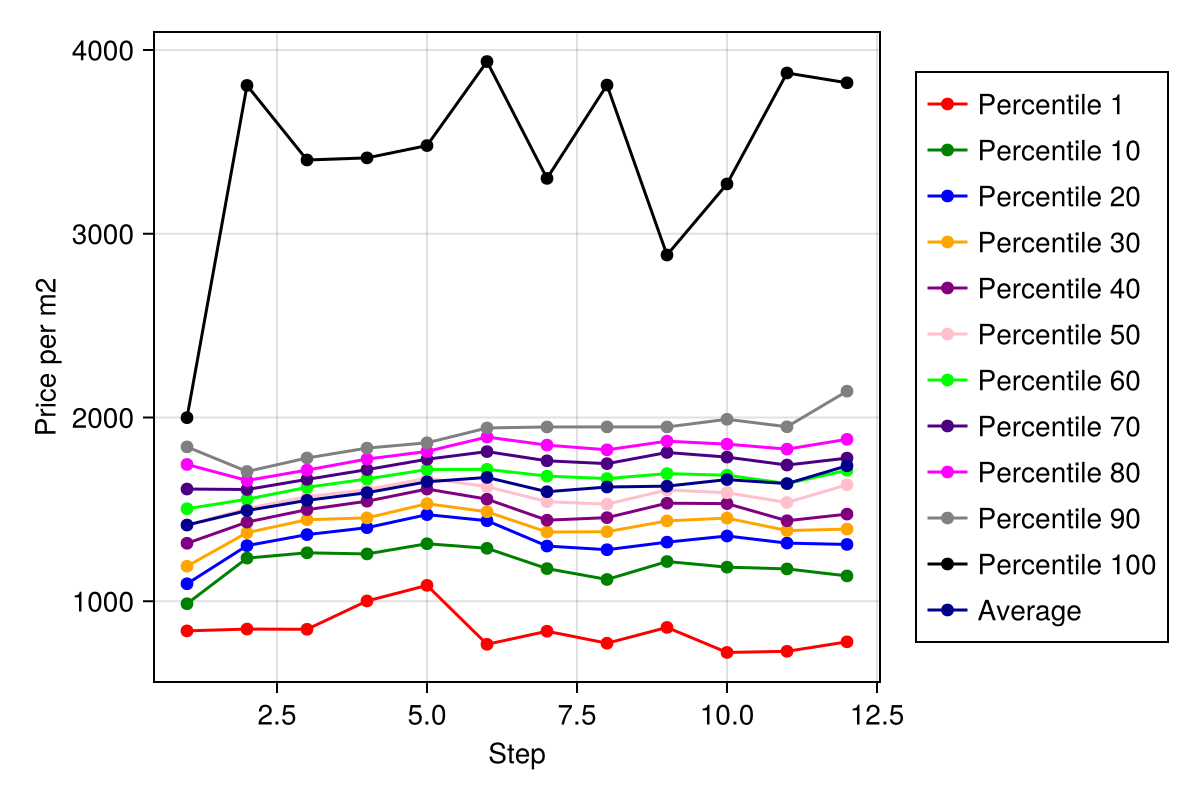 4000
3000
2000
1000
Price per m2
2.5
5.0
7.5
10.0
12.5
Step
Percentile 1
Percentile 10
Percentile 20
Percentile 30
Percentile 40
Percentile 50
Percentile 60
Percentile 70
Percentile 80
Percentile 90
Percentile 100
Average